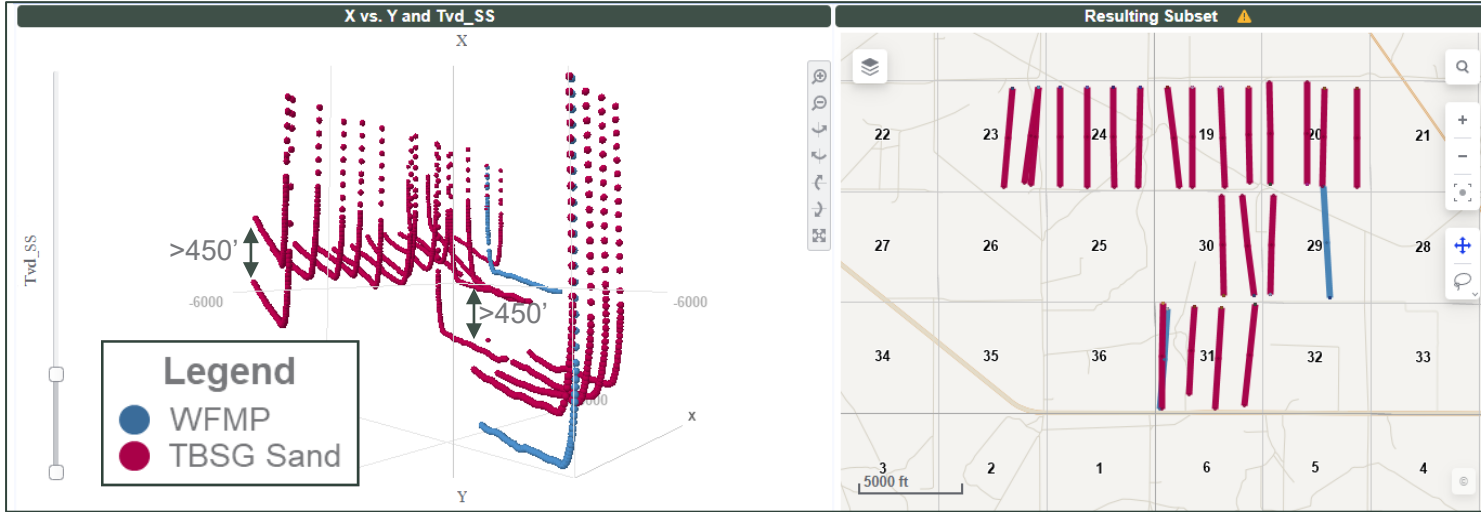 X vs. Y and Tvd_SS
Resulting Subset
X
Tvd_SS
>450’
-6000
-6000
>450’
Legend
WFMP
TBSG Sand
x
Y
22 23 24 19 20 21
27 26 25 30 29 28
34 35 36 31 32 33
3 2 1 6 5 4
5000 ft
©